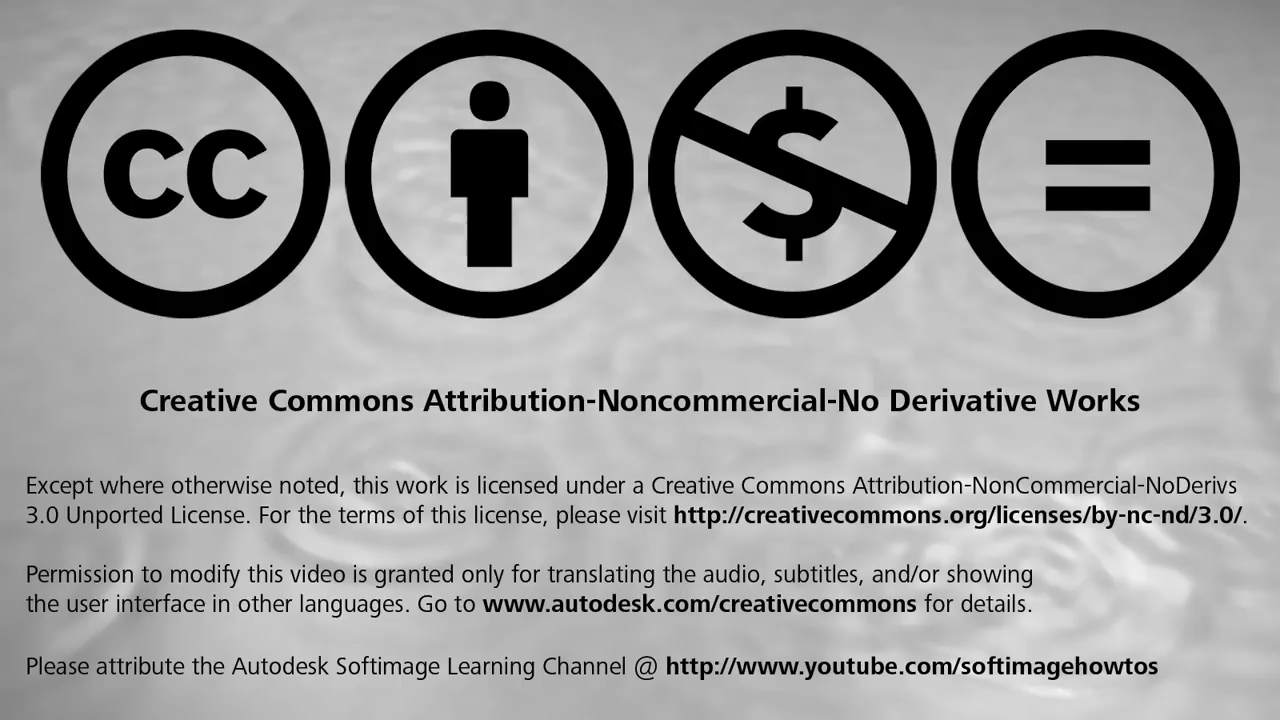 cc $ =
Creative Commons Attribution-Noncommercial-No Derivative Works
Except where otherwise noted, this work is licensed under a Creative Commons Attribution-NonCommercial-NoDerivs
3.0 Unported License. For the terms of this license, please visit http://creativecommons.org/licenses/by-nc-nd/3.0/.
Permission to modify this video is granted only for translating the audio, subtitles, and/or showing
the user interface in other languages. Go to www.autodesk.com/creativecommons for details.
Please attribute the Autodesk Softimage Learning Channel @ http://www.youtube.com/softimagehowtos